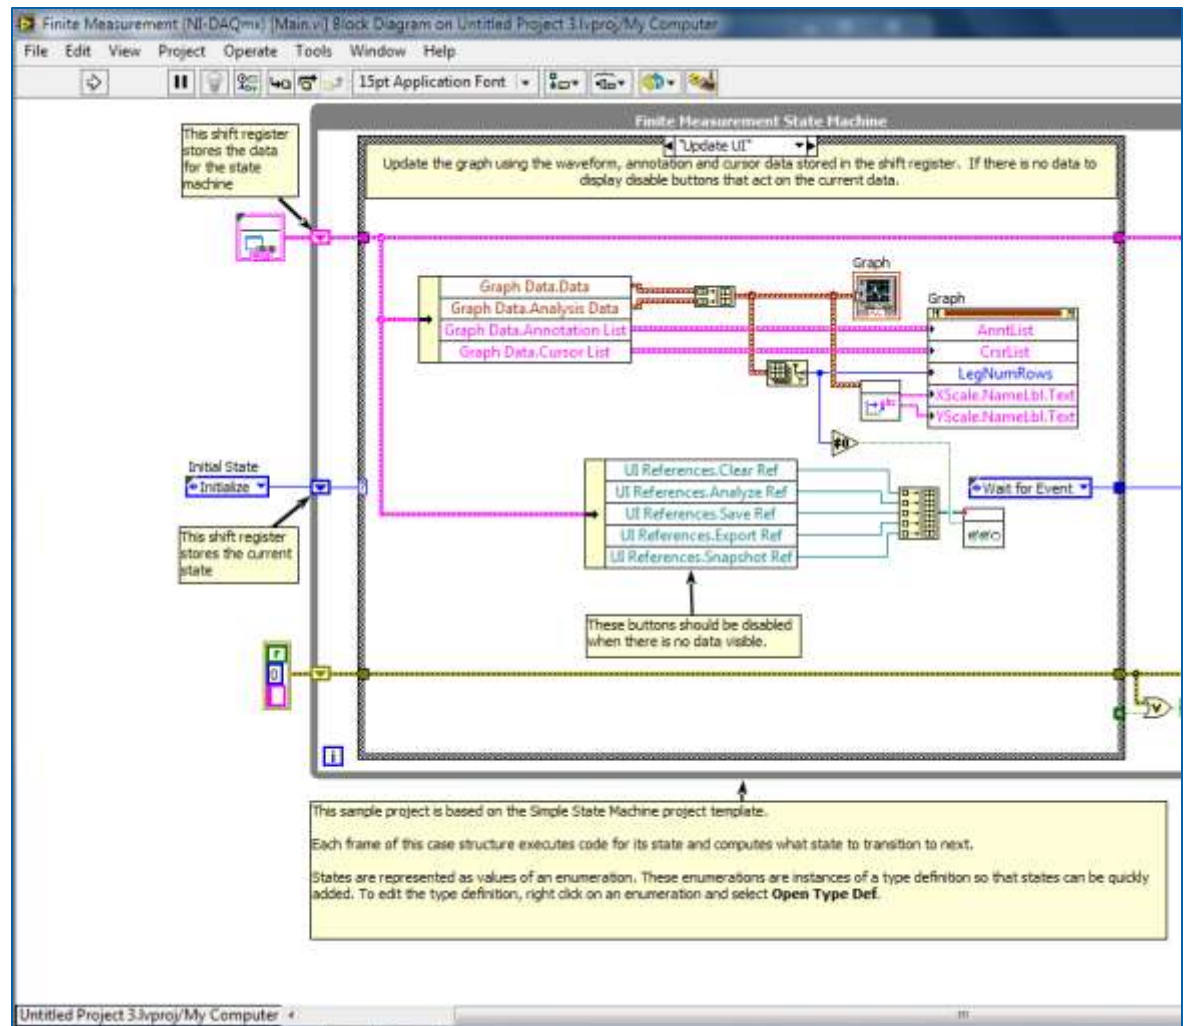 Finite Measurement (NI-DAQmx) [Main.vi] Block Diagram on Untitled Project 3.lvproj/My Computer
File Edit View Project Operate Tools Window Help
15pt Application Font
Finite Measurement State Machine
"Update UI"
Update the graph using the waveform, annotation and cursor data stored in the shift register. If there is no data to
display disable buttons that act on the current data.
This shift register
stores the data
for the state
machine
Graph
Graph Data.Data
Graph Data.Analysis Data
Graph Data.Annotation List
Graph Data.Cursor List
Graph
AnntList
CrsrList
LegNumRows
XScale.NameLbl.Text
YScale.NameLbl.Text
Initial State
Initialize
This shift register
stores the current
state
UI References.Clear Ref
UI References.Analyze Ref
UI References.Save Ref
UI References.Export Ref
UI References.Snapshot Ref
Wait for Event
These buttons should be disabled
when there is no data visible.
F
0
i
This sample project is based on the Simple State Machine project template.
Each frame of this case structure executes code for its state and computes what state to transition to next.
States are represented as values of an enumeration. These enumerations are instances of a type definition so that states can be quickly
added. To edit the type definition, right click on an enumeration and select Open Type Def.
Untitled Project 3.lvproj/My Computer